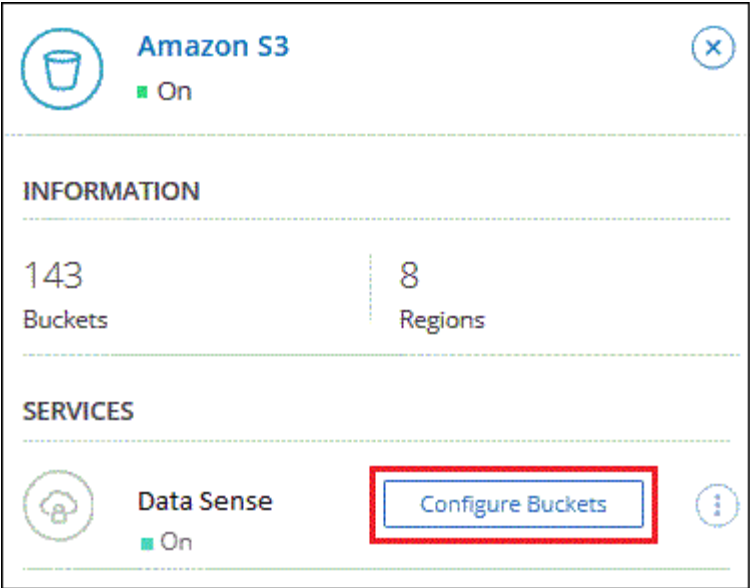 Amazon S3
On
INFORMATION
143
Buckets
8
Regions
SERVICES
Data Sense
On
Configure Buckets